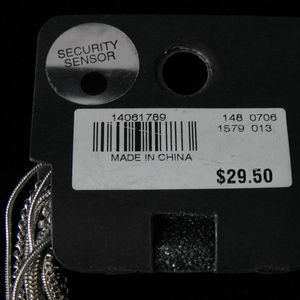 SECURITY
SENSOR
14061789
148 0706
1579 013
MADE IN CHINA
$29.50